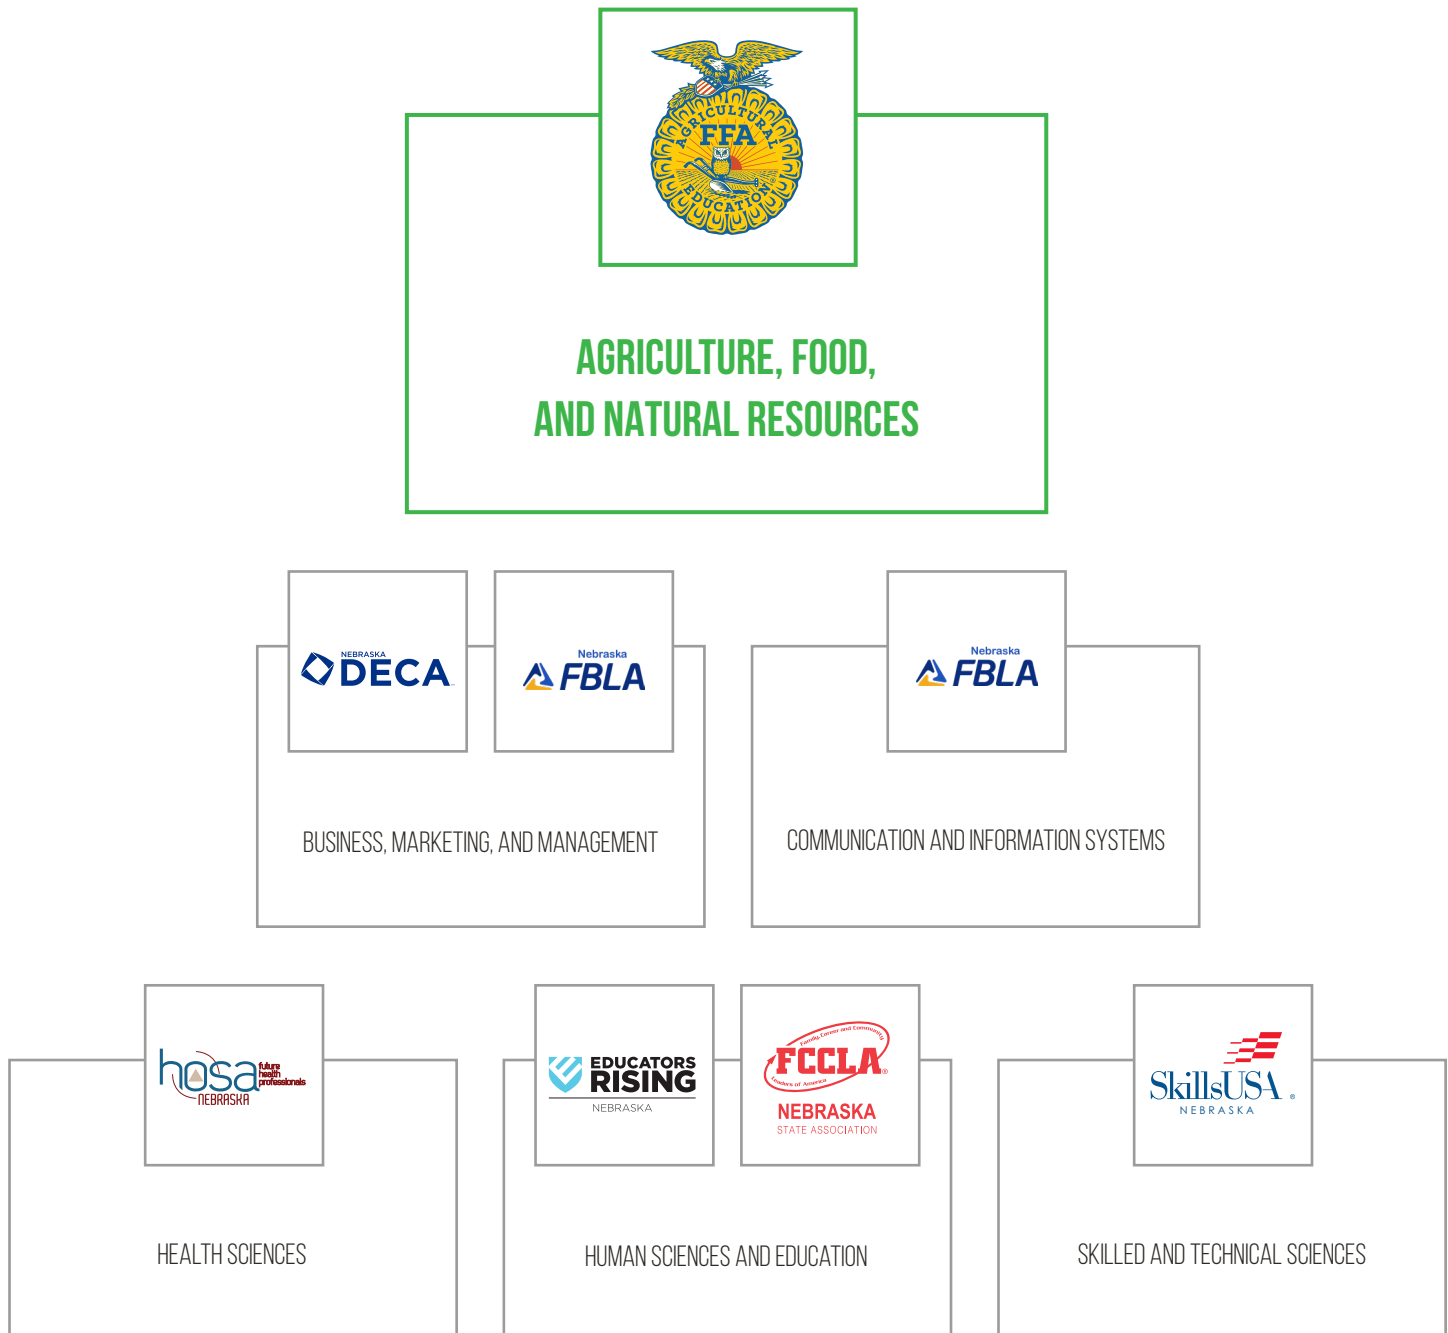 AGRICULTURAL
FFA
EDUCATION
AGRICULTURE, FOOD,
AND NATURAL RESOURCES
NEBRASKA
DECA
Nebraska
FBLA
Nebraska
FBLA
BUSINESS, MARKETING, AND MANAGEMENT
COMMUNICATION AND INFORMATION SYSTEMS
hosa
future
health
professionals
NEBRASKA
EDUCATORS
RISING
NEBRASKA
Family, Career and Community
FCCLA®
Leaders of America
NEBRASKA
STATE ASSOCIATION
SkillsUSA®
NEBRASKA
HEALTH SCIENCES
HUMAN SCIENCES AND EDUCATION
SKILLED AND TECHNICAL SCIENCES